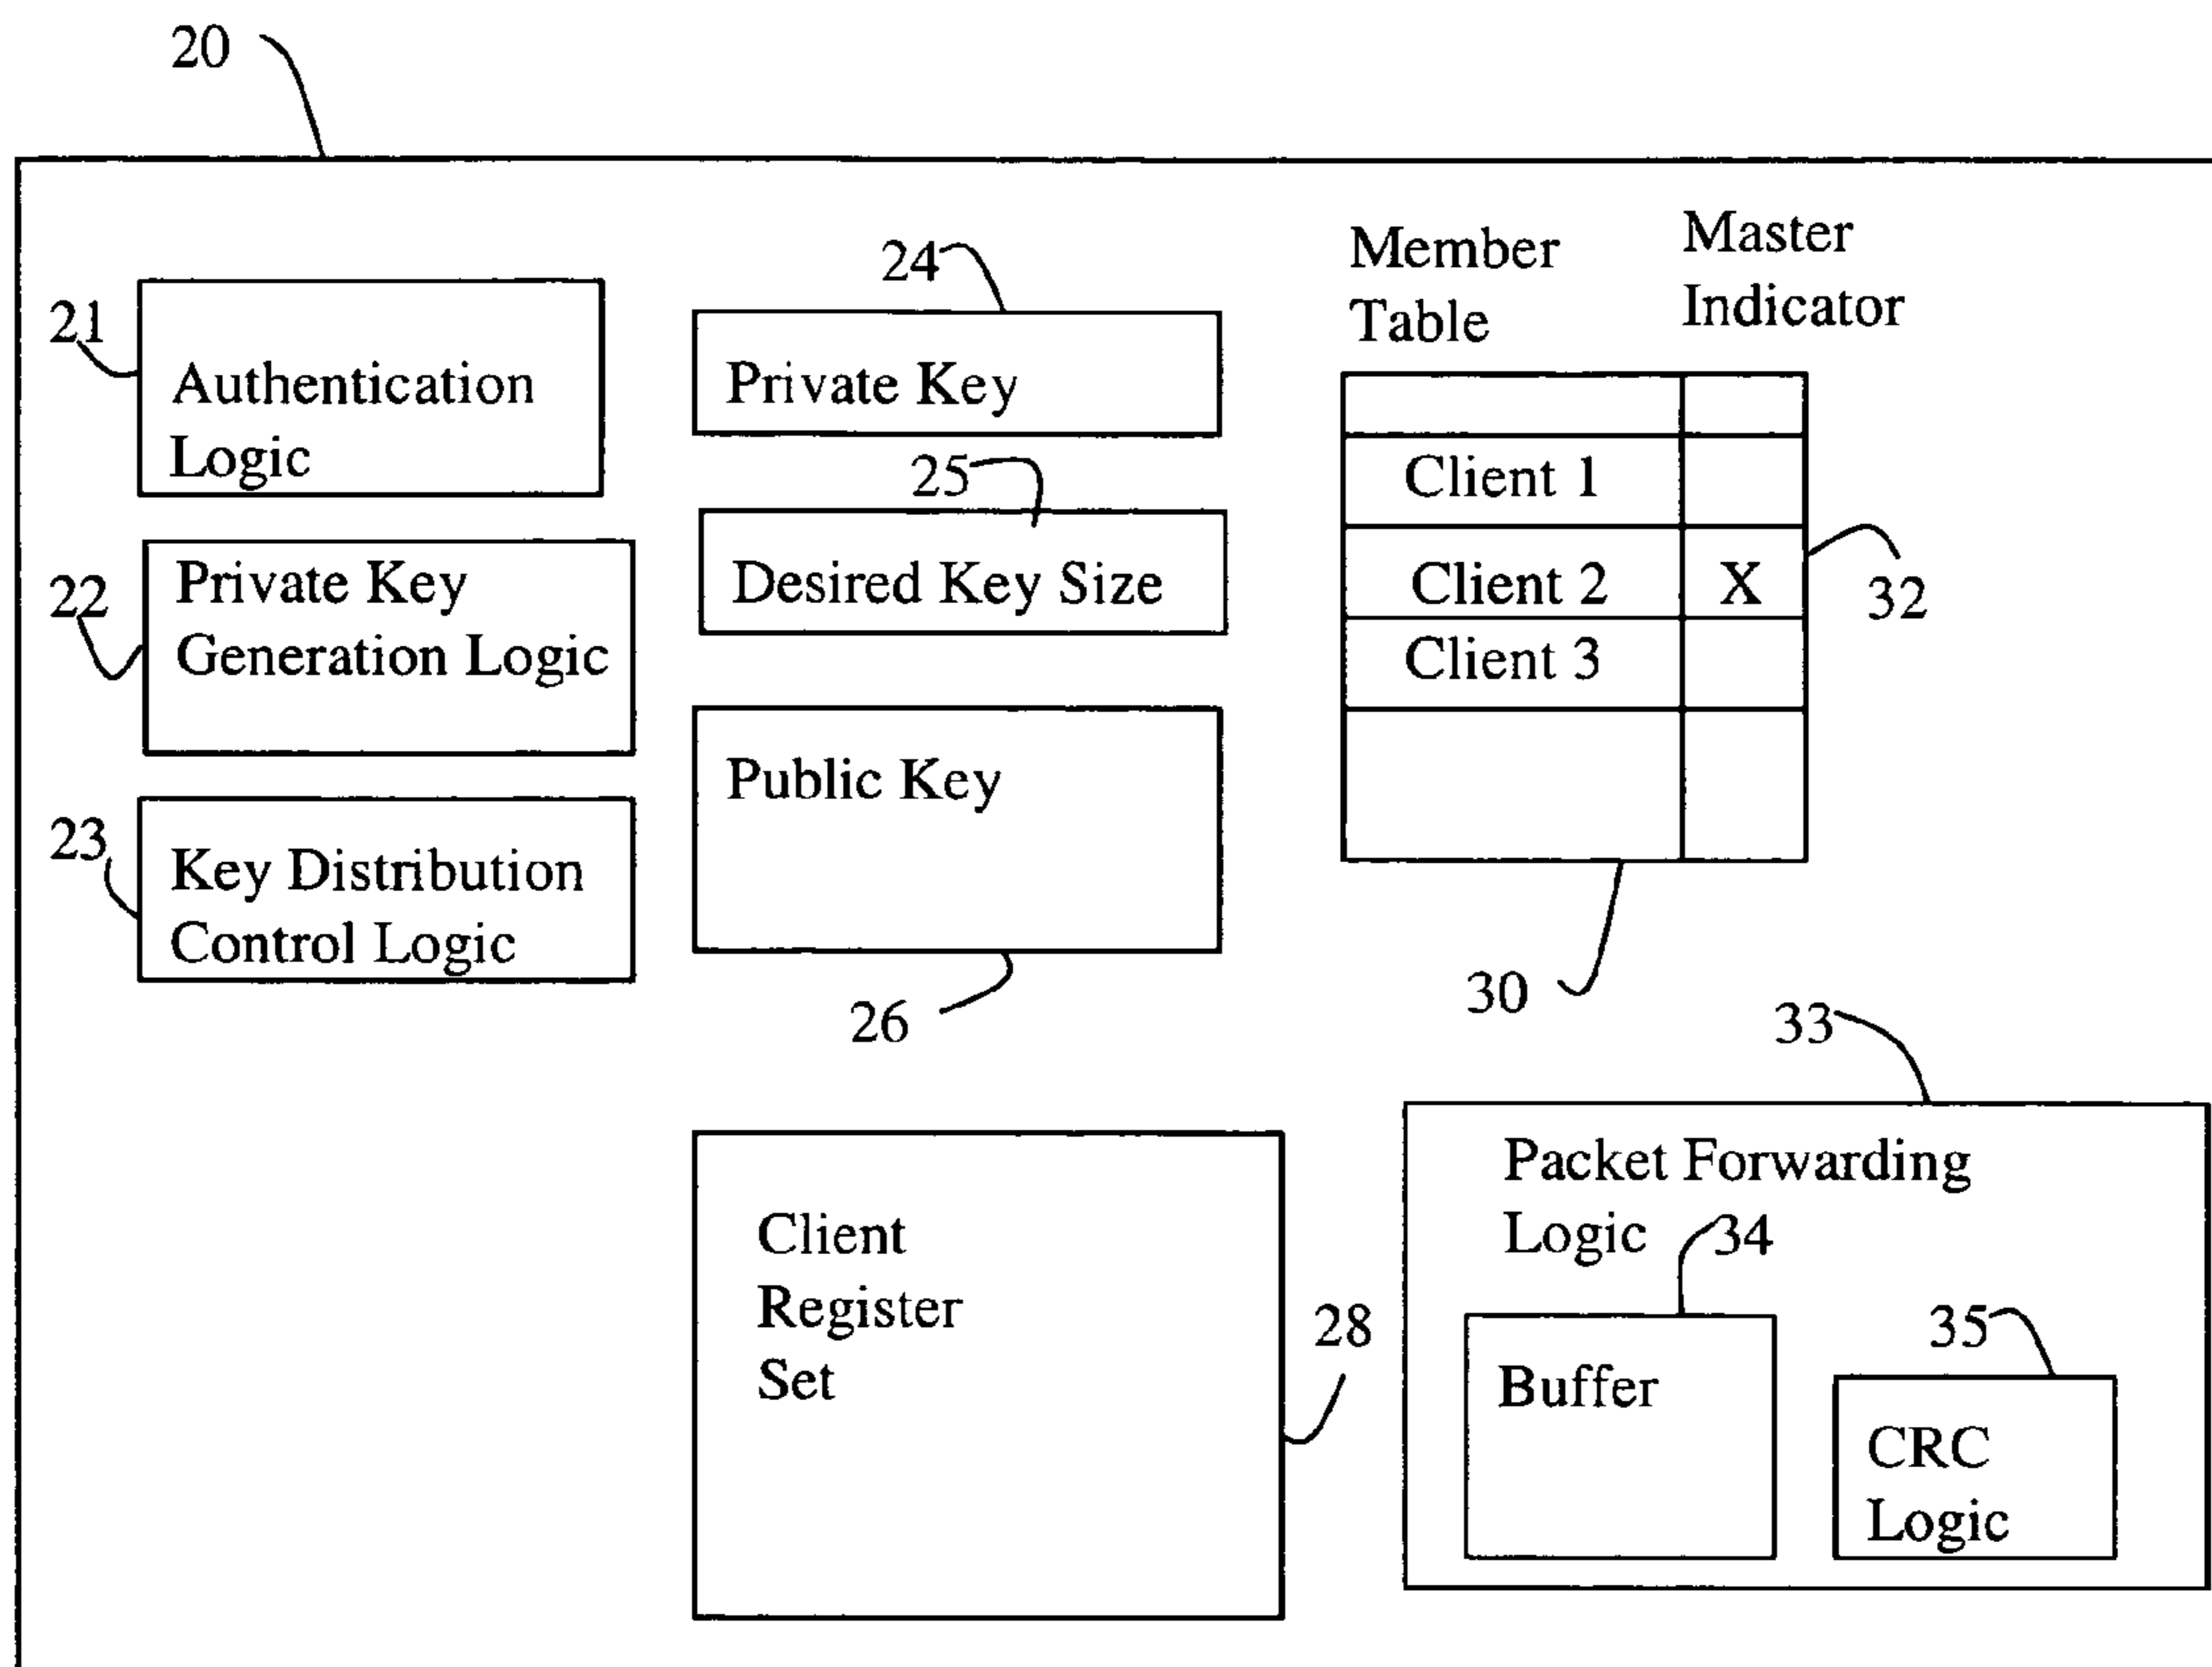 20
21
Authentication
Logic
22
Private Key
Generation Logic
23
Key Distribution
Control Logic
24
Private Key
25
Desired Key Size
Public Key
26
Client
Register
Set
28
Member
Table
Master
Indicator
Client 1
Client 2 X
Client 3
32
30
33
Packet Forwarding
Logic
34
Buffer
35
CRC
Logic